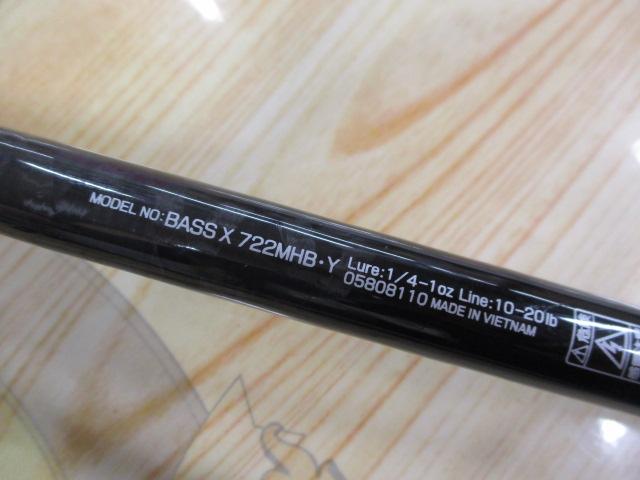 MODEL NO: BASS X 722MHB·Y Lure:1/4-1oz Line:10-20lb
05808110 MADE IN VIETNAM